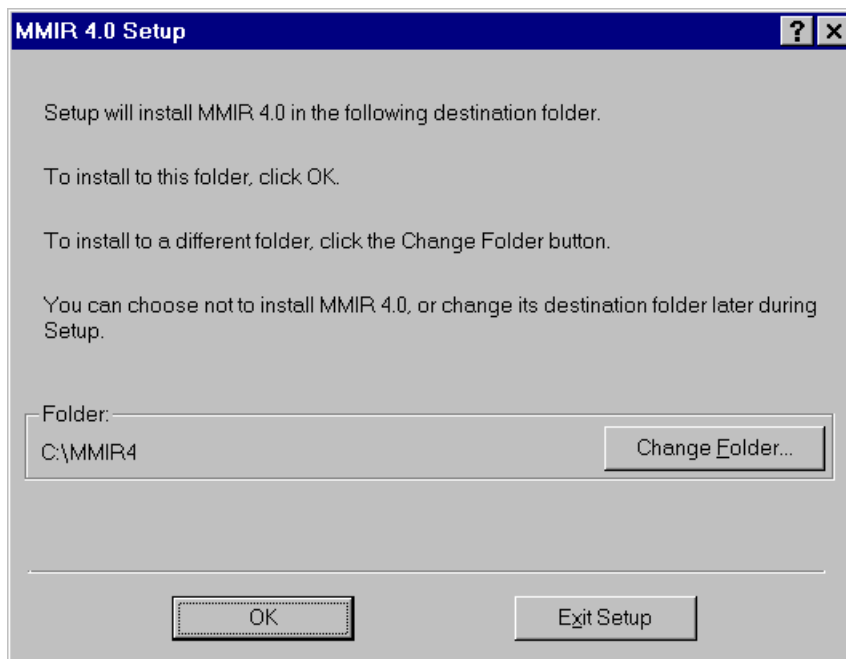 MMIR 4.0 Setup
Setup will install MMIR 4.0 in the following destination folder.
To install to this folder, click OK.
To install to a different folder, click the Change Folder button.
You can choose not to install MMIR 4.0, or change its destination folder later during
Setup.
Folder:
C:\MMIR4
Change Folder...
OK
Exit Setup